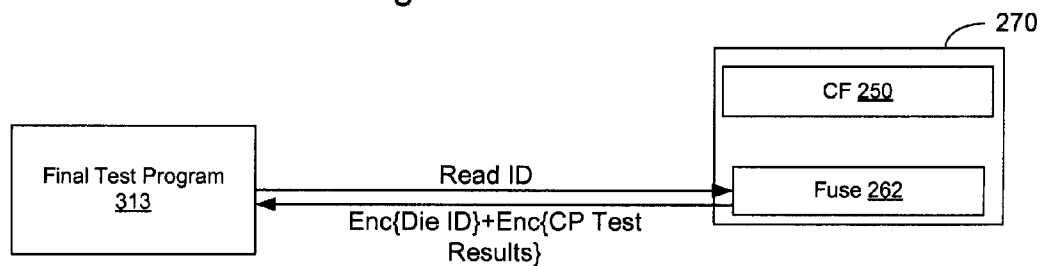 g
270
CF 250
Final Test Program
313
Read ID
Fuse 262
Enc{Die ID}+Enc{CP Test
Results}